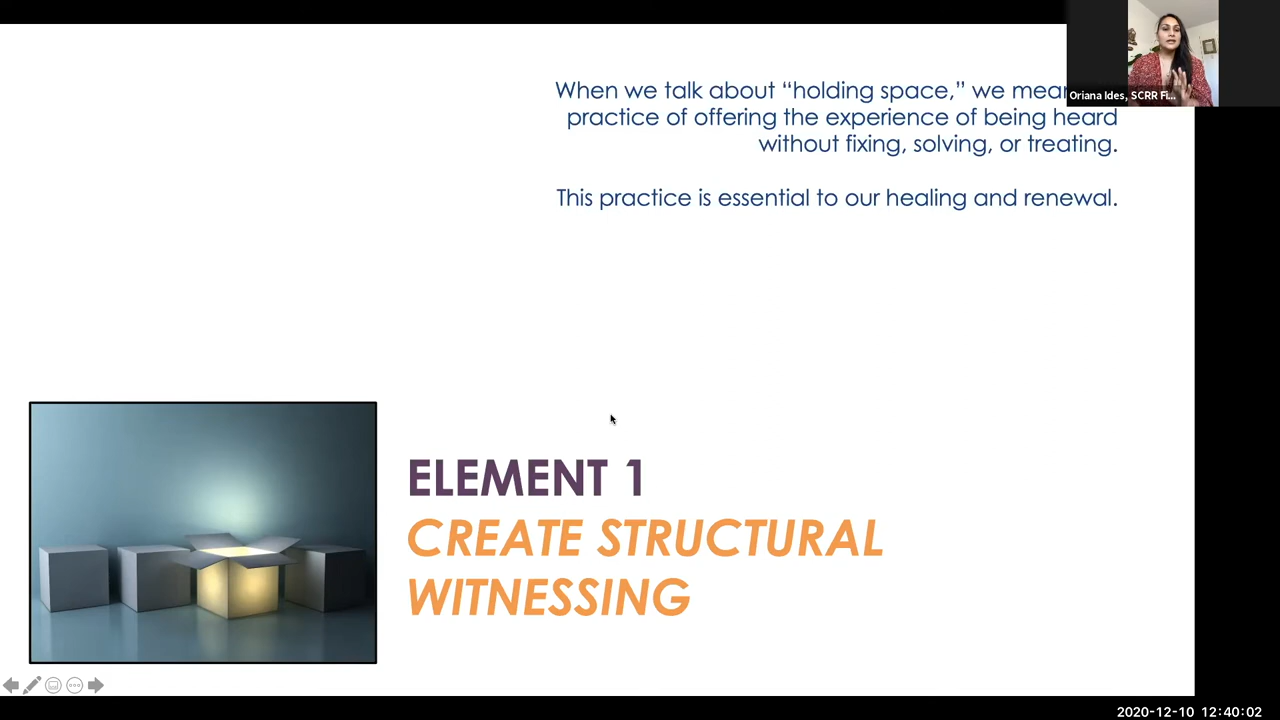 When we talk about “holding space,” we mea
practice of offering the experience of being heard
without fixing, solving, or treating.
This practice is essential to our healing and renewal.
Oriana Ides, SCRR Fi...
ELEMENT 1
CREATE STRUCTURAL
WITNESSING
2020-12-10 12:40:02